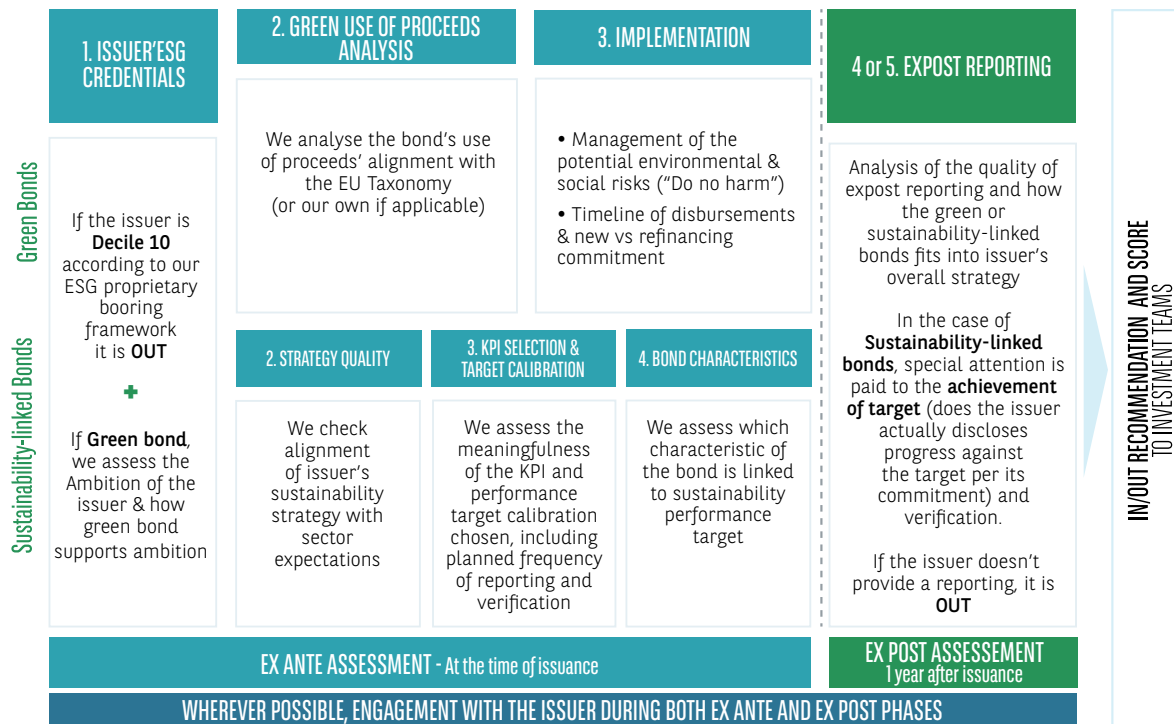 1. ISSUER'ESG
CREDENTIALS
2. GREEN USE OF PROCEEDS
ANALYSIS
3. IMPLEMENTATION
4 or 5. EXPOST REPORTING
Green Bonds
Sustainability-linked Bonds
If the issuer is
Decile 10
according to our
ESG proprietary
booring
framework
it is OUT
+
If Green bond,
we assess the
Ambition of the
issuer & how
green bond
supports ambition
We analyse the bond's use
of proceeds' alignment with
the EU Taxonomy
(or our own if applicable)
• Management of the
potential environmental &
social risks ("Do no harm")
• Timeline of disbursements
& new vs refinancing
commitment
2. STRATEGY QUALITY
3. KPI SELECTION &
TARGET CALIBRATION
4. BOND CHARACTERISTICS
We check
alignment
of issuer's
sustainability
strategy with
sector
expectations
We assess the
meaningfulness
of the KPI and
performance
target calibration
chosen, including
planned frequency
of reporting and
verification
We assess which
characteristic of
the bond is linked
to sustainability
performance
target
Analysis of the quality of
expost reporting and how
the green or
sustainability-linked
bonds fits into issuer's
overall strategy
In the case of
Sustainability-linked
bonds, special attention is
paid to the achievement
of target (does the issuer
actually discloses
progress against
the target per its
commitment) and
verification.
If the issuer doesn't
provide a reporting, it is
OUT
IN/OUT RECOMMENDATION AND SCORE
TO INVESTMENT TEAMS
EX ANTE ASSESSMENT - At the time of issuance
EX POST ASSESSEMENT
1 year after issuance
WHEREVER POSSIBLE, ENGAGEMENT WITH THE ISSUER DURING BOTH EX ANTE AND EX POST PHASES